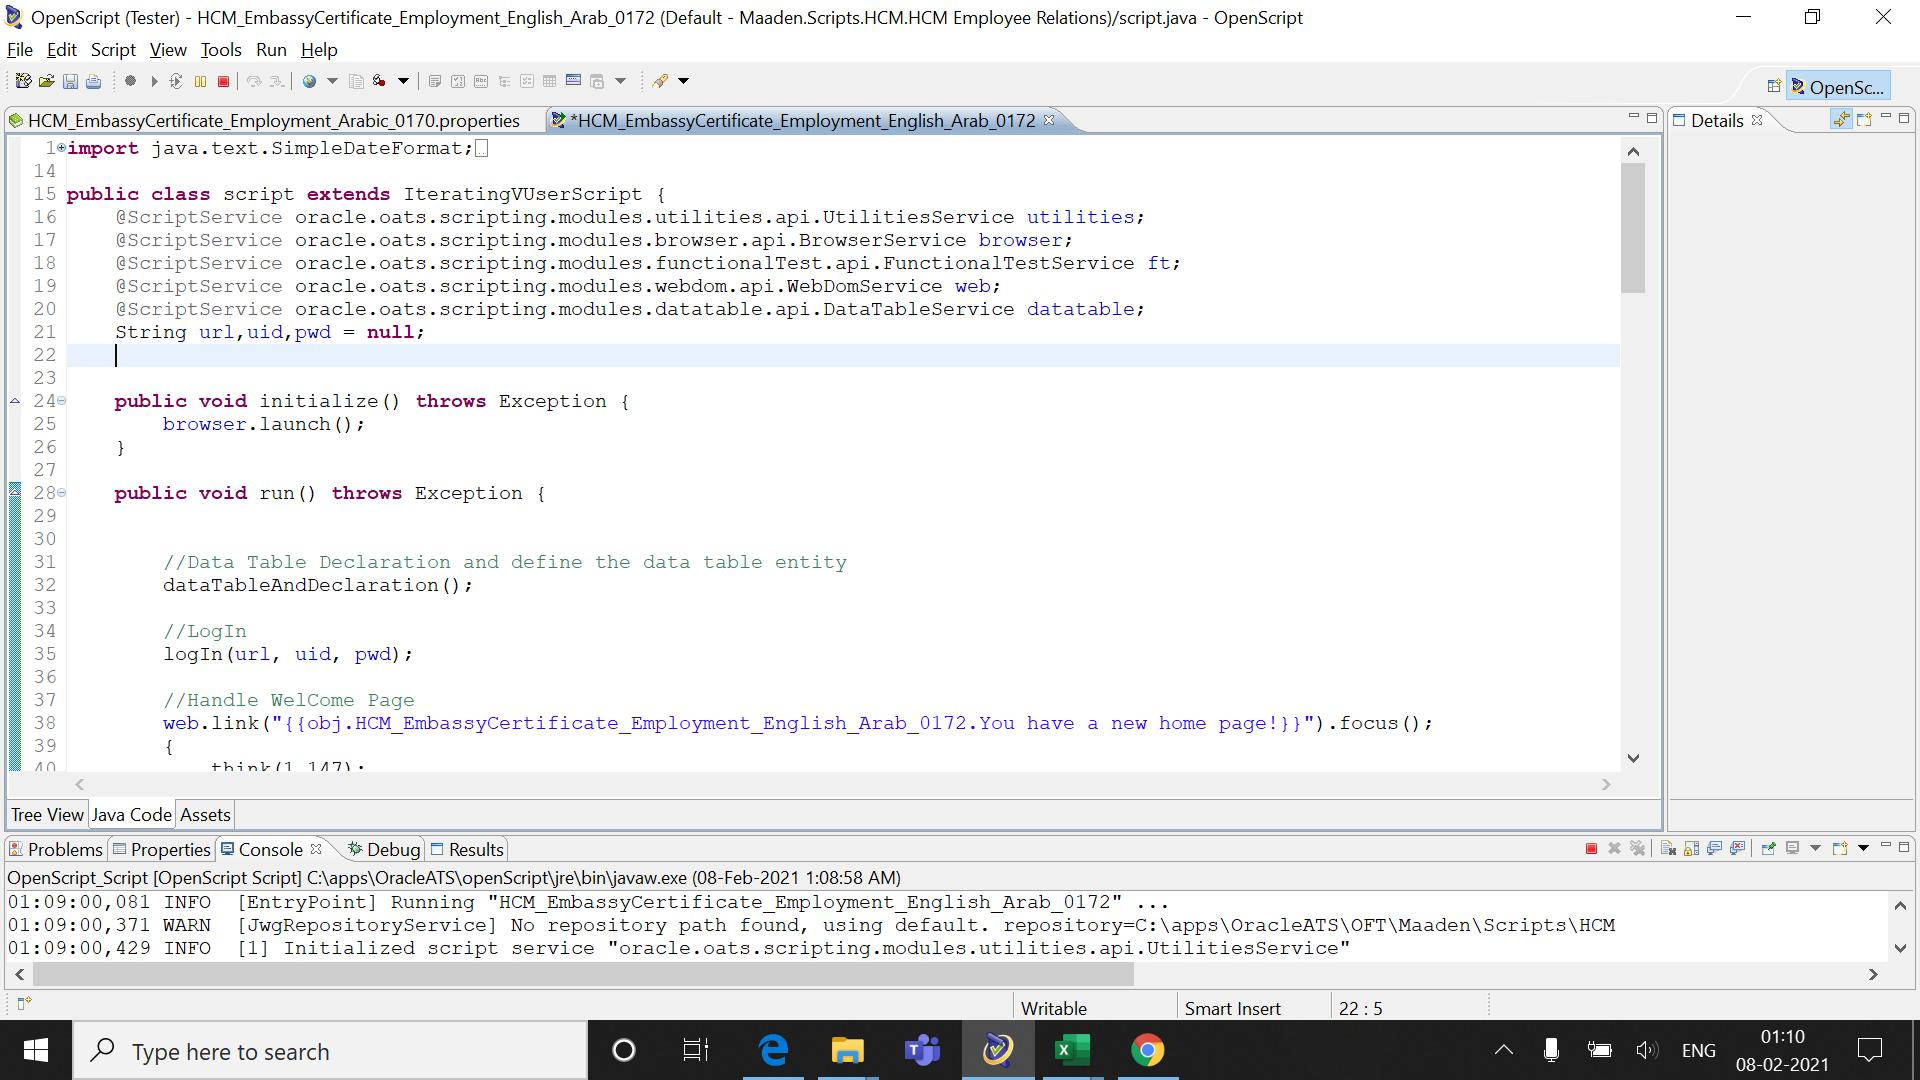 OpenScript (Tester) - HCM_EmbassyCertificate_Employment_English_Arab_0172 (Default - Maaden.Scripts.HCM.HCM Employee Relations)/script.java - OpenScript
File Edit Script View Tools Run Help
OpenSc...
HCM_EmbassyCertificate_Employment_Arabic_0170.properties *HCM_EmbassyCertificate_Employment_English_Arab_0172 Details
1 import java.text.SimpleDateFormat;
14
15 public class script extends IteratingVUserScript {
16 @ScriptService oracle.oats.scripting.modules.utilities.api.UtilitiesService utilities;
17 @ScriptService oracle.oats.scripting.modules.browser.api.BrowserService browser;
18 @ScriptService oracle.oats.scripting.modules.functionalTest.api.FunctionalTestService ft;
19 @ScriptService oracle.oats.scripting.modules.webdom.api.WebDomService web;
20 @ScriptService oracle.oats.scripting.modules.datatable.api.DataTableService datatable;
21 String url,uid,pwd = null;
22
23
24 public void initialize() throws Exception {
25 browser.launch();
26 }
27
28 public void run() throws Exception {
29
30
31 //Data Table Declaration and define the data table entity
32 dataTableAndDeclaration();
33
34 //LogIn
35 logIn(url, uid, pwd);
36
37 //Handle WelCome Page
38 web.link("{{obj.HCM_EmbassyCertificate_Employment_English_Arab_0172.You have a new home page!}}").focus();
39 {
40 think(1.147);
Tree View Java Code Assets
Problems Properties Console Debug Results
OpenScript_Script [OpenScript Script] C:\apps\OracleATS\openScript\jre\bin\javaw.exe (08-Feb-2021 1:08:58 AM)
01:09:00,081 INFO [EntryPoint] Running "HCM_EmbassyCertificate_Employment_English_Arab_0172" ...
01:09:00,371 WARN [JwgRepositoryService] No repository path found, using default. repository=C:\apps\OracleATS\OFT\Maaden\Scripts\HCM
01:09:00,429 INFO [1] Initialized script service "oracle.oats.scripting.modules.utilities.api.UtilitiesService"
Writable Smart Insert 22 : 5
Type here to search
ENG
01:10
08-02-2021